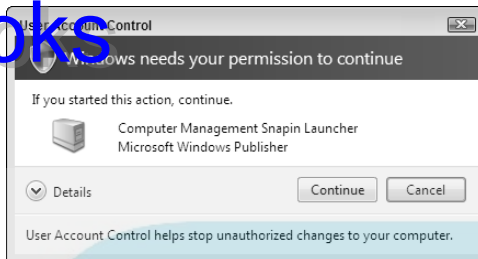 oks
User Account Control
Windows needs your permission to continue
If you started this action, continue.
Computer Management Snapin Launcher
Microsoft Windows Publisher
Details
Continue
Cancel
User Account Control helps stop unauthorized changes to your computer.